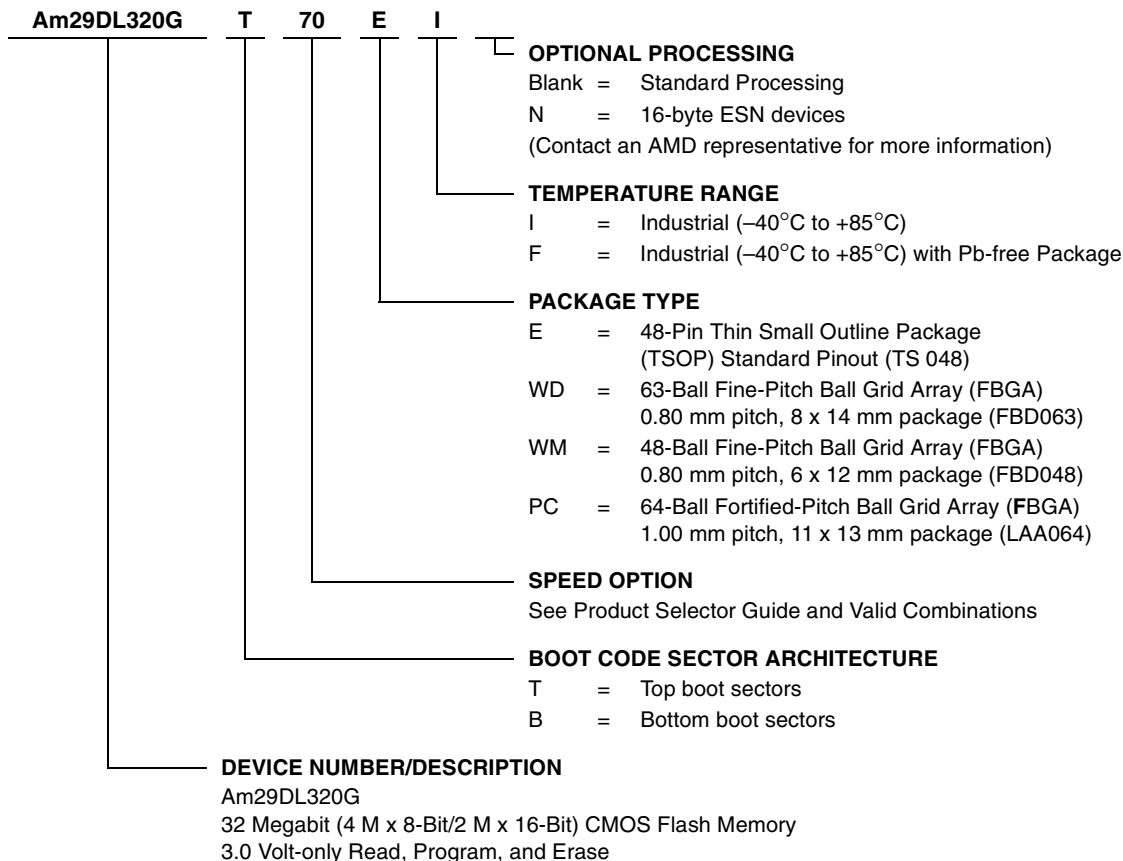 Am29DL320G T 70 E I
OPTIONAL PROCESSING
Blank = Standard Processing
N = 16-byte ESN devices
(Contact an AMD representative for more information)
TEMPERATURE RANGE
I = Industrial (–40°C to +85°C)
F = Industrial (–40°C to +85°C) with Pb-free Package
PACKAGE TYPE
E = 48-Pin Thin Small Outline Package
(TSOP) Standard Pinout (TS 048)
WD = 63-Ball Fine-Pitch Ball Grid Array (FBGA)
0.80 mm pitch, 8 x 14 mm package (FBD063)
WM = 48-Ball Fine-Pitch Ball Grid Array (FBGA)
0.80 mm pitch, 6 x 12 mm package (FBD048)
PC = 64-Ball Fortified-Pitch Ball Grid Array (FBGA)
1.00 mm pitch, 11 x 13 mm package (LAA064)
SPEED OPTION
See Product Selector Guide and Valid Combinations
BOOT CODE SECTOR ARCHITECTURE
T = Top boot sectors
B = Bottom boot sectors
DEVICE NUMBER/DESCRIPTION
Am29DL320G
32 Megabit (4 M x 8-Bit/2 M x 16-Bit) CMOS Flash Memory
3.0 Volt-only Read, Program, and Erase